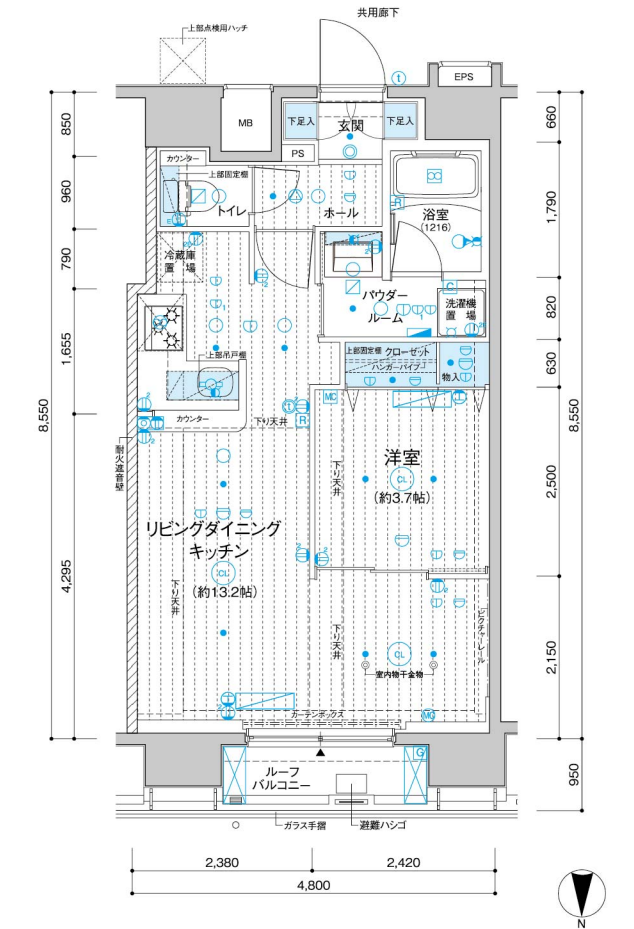 共用廊下
上部点検用ハッチ
EPS
MB
下足入
玄関
下足入
t
PS
カウンター
上部固定棚
トイレ
ホール
浴室
(1216)
R
E
冷蔵庫
置場
パウダー
ルーム
C
洗濯機
置場
上部吊戸棚
上部固定棚
クローゼット
ハンガーパイプ
物入
カウンター
下り天井
t
R
MC
耐火遮音壁
洋室
(約3.7帖)
CL
下り天井
リビングダイニング
キッチン
(約13.2帖)
CL
下り天井
下り天井
CL
ピクチャーレール
室内物干金物
カーテンボックス
MC
G
ルーフ
バルコニー
ガラス手摺
避難ハシゴ
850
960
790
1,655
4,295
8,550
660
1,790
820
630
2,500
2,150
8,550
950
2,380
2,420
4,800
N